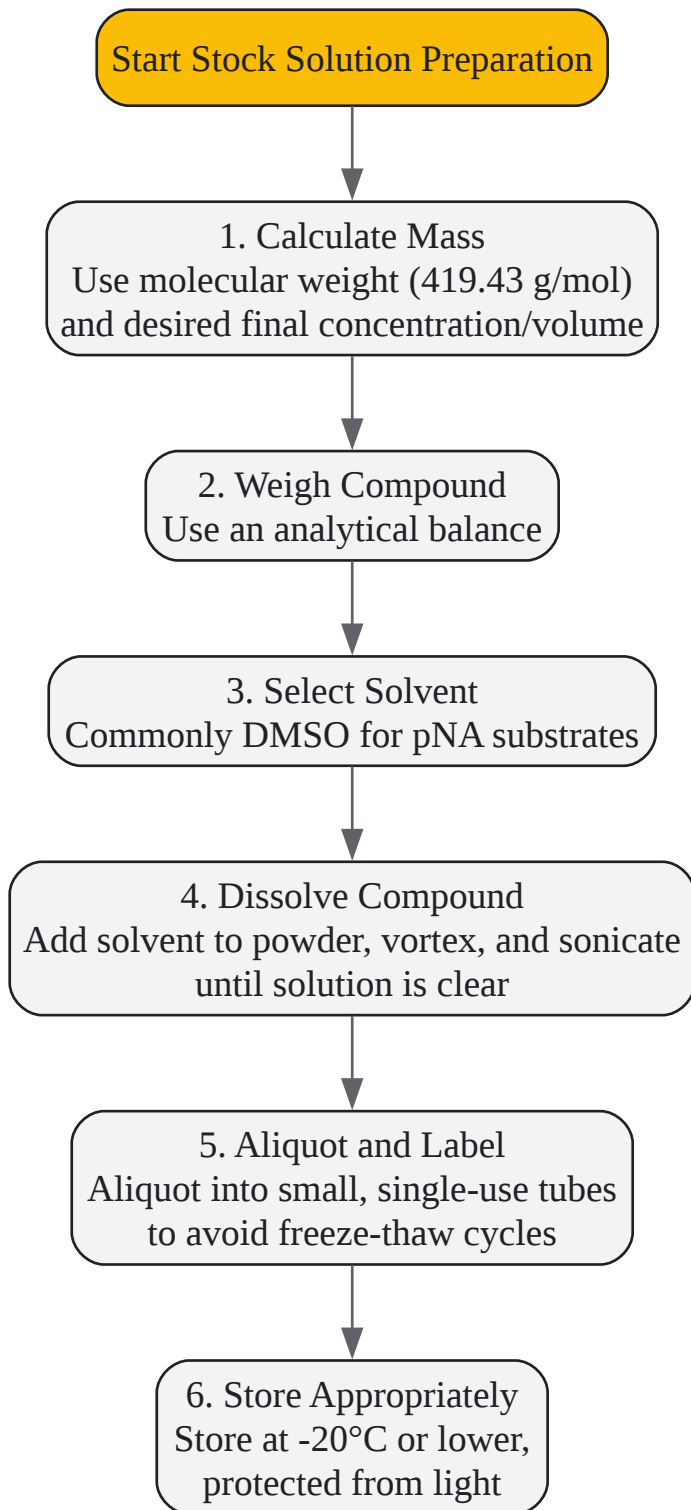 Start Stock Solution Preparation
1. Calculate Mass
Use molecular weight (419.43 g/mol)
and desired final concentration/volume
2. Weigh Compound
Use an analytical balance
3. Select Solvent
Commonly DMSO for pNA substrates
4. Dissolve Compound
Add solvent to powder, vortex, and sonicate
until solution is clear
5. Aliquot and Label
Aliquot into small, single-use tubes
to avoid freeze-thaw cycles
6. Store Appropriately
Store at -20°C or lower,
protected from light